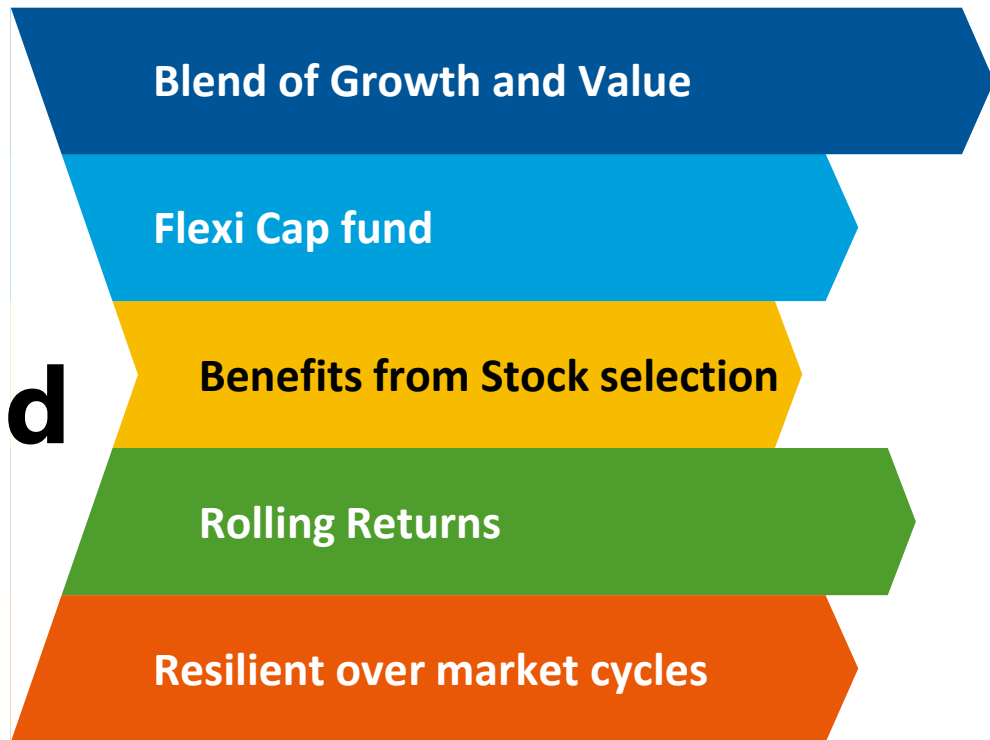 Blend of Growth and Value
Flexi Cap fund
Benefits from Stock selection
d
Rolling Returns
Resilient over market cycles